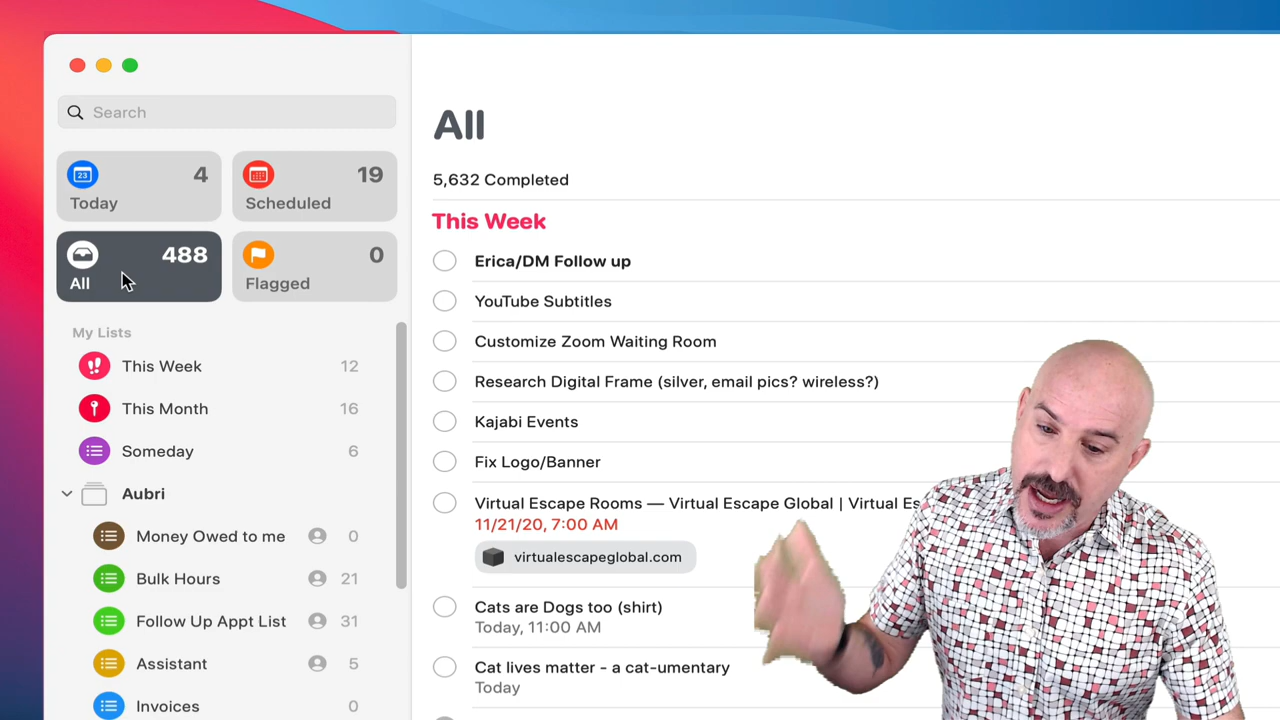 Search
23
4
Today
19
Scheduled
488
All
0
Flagged
My Lists
This Week 12
This Month 16
Someday 6
Aubri
Money Owed to me 0
Bulk Hours 21
Follow Up Appt List 31
Assistant 5
Invoices 0
All
5,632 Completed
This Week
Erica/DM Follow up
YouTube Subtitles
Customize Zoom Waiting Room
Research Digital Frame (silver, email pics? wireless?)
Kajabi Events
Fix Logo/Banner
Virtual Escape Rooms — Virtual Escape Global | Virtual Es
11/21/20, 7:00 AM
virtualescapeglobal.com
Cats are Dogs too (shirt)
Today, 11:00 AM
Cat lives matter - a cat-umentary
Today